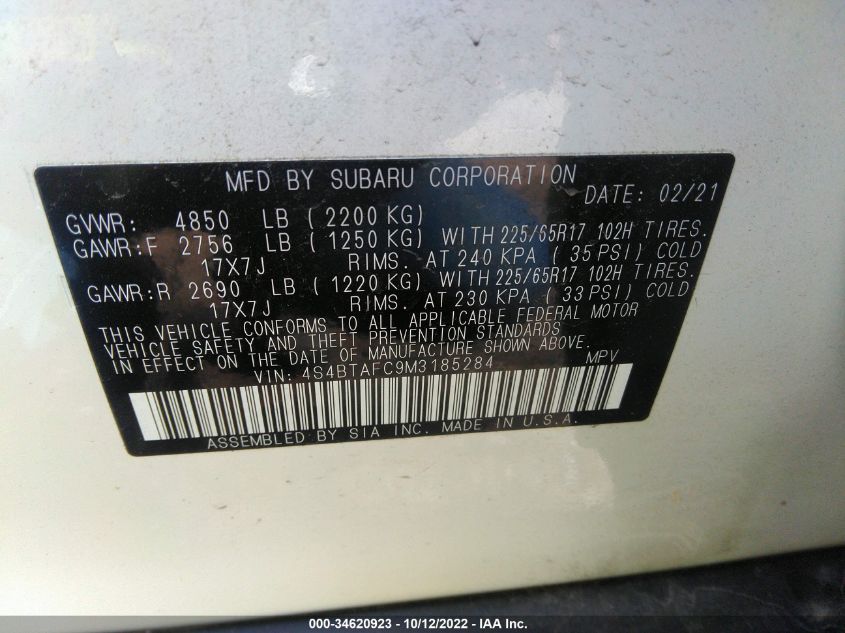 MFD BY SUBARU CORPORATION DATE: 02/21
GVWR: 4850 LB ( 2200 KG)
GAWR:F 2756 LB ( 1250 KG) WITH 225/65R17 102H TIRES.
17X7J RIMS. AT 240 KPA ( 35 PSI) COLD
GAWR:R 2690 LB ( 1220 KG) WITH 225/65R17 102H TIRES.
17X7J RIMS. AT 230 KPA ( 33 PSI) COLD
THIS VEHICLE CONFORMS TO ALL APPLICABLE FEDERAL MOTOR
VEHICLE SAFETY AND THEFT PREVENTION STANDARDS
IN EFFECT ON THE DATE OF MANUFACTURE SHOWN ABOVE.
VIN: 4S4BTAFC9M3185284 MPV
ASSEMBLED BY SIA INC. MADE IN U.S.A.
000-34620923 - 10/12/2022 - IAA Inc.